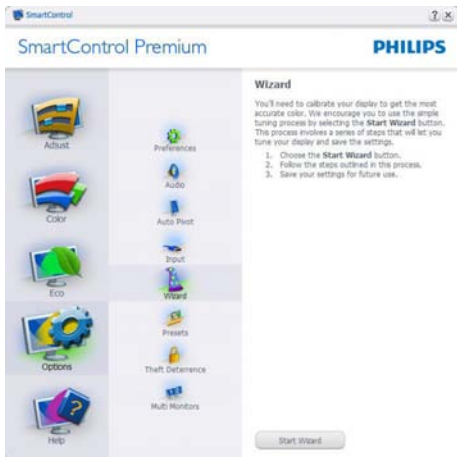 SmartControl
SmartControl Premium
PHILIPS
Adjust
Color
Eco
Options
Help
Preferences
Audio
Auto Pivot
Input
Wizard
Presets
Theft Deterrence
Multi Monitors
Wizard
You'll need to calibrate your display to get the most
accurate color. We encourage you to use the simple
tuning process by selecting the Start Wizard button.
This process involves a series of steps that will let you
tune your display and save the settings.
1. Choose the Start Wizard button.
2. Follow the steps outlined in the process.
3. Save your settings for future use.
Start Wizard